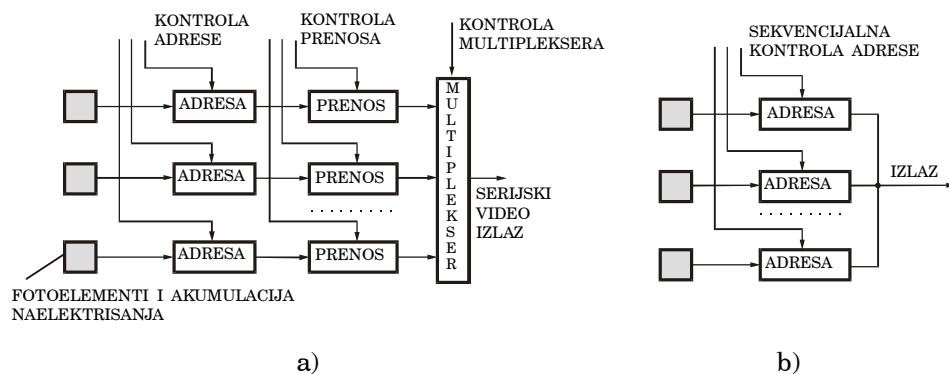 KONTROLA
ADRESE
KONTROLA
PRENOSA
KONTROLA
MULTIPLEKSERA
ADRESA
PRENOS
ADRESA
PRENOS
ADRESA
PRENOS
MULTIPLEKSER
SERIJSKI
VIDEO
IZLAZ
FOTOELEMENTI I AKUMULACIJA
NAELEKTRISANJA
a)
SEKVENCIJALNA
KONTROLA ADRESE
ADRESA
ADRESA
ADRESA
IZLAZ
b)